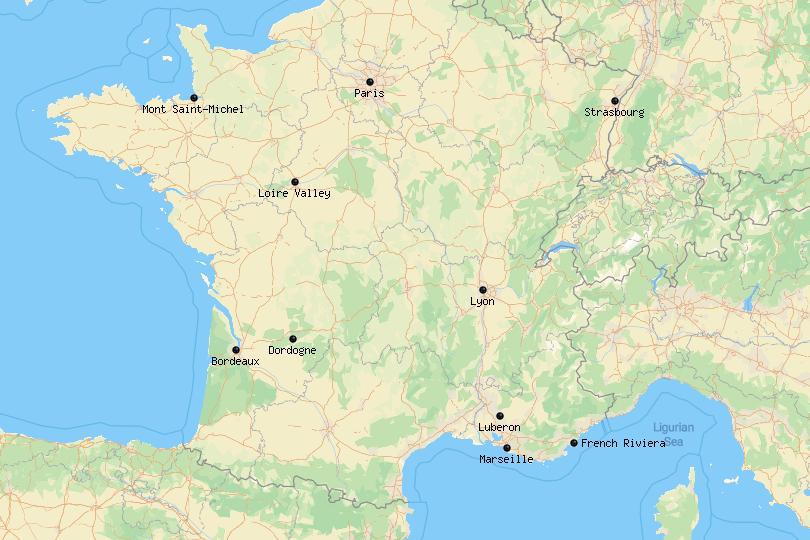 Paris
Mont Saint-Michel
Strasbourg
Loire Valley
Lyon
Dordogne
Bordeaux
Luberon
Ligurian
Sea
French Riviera
Marseille